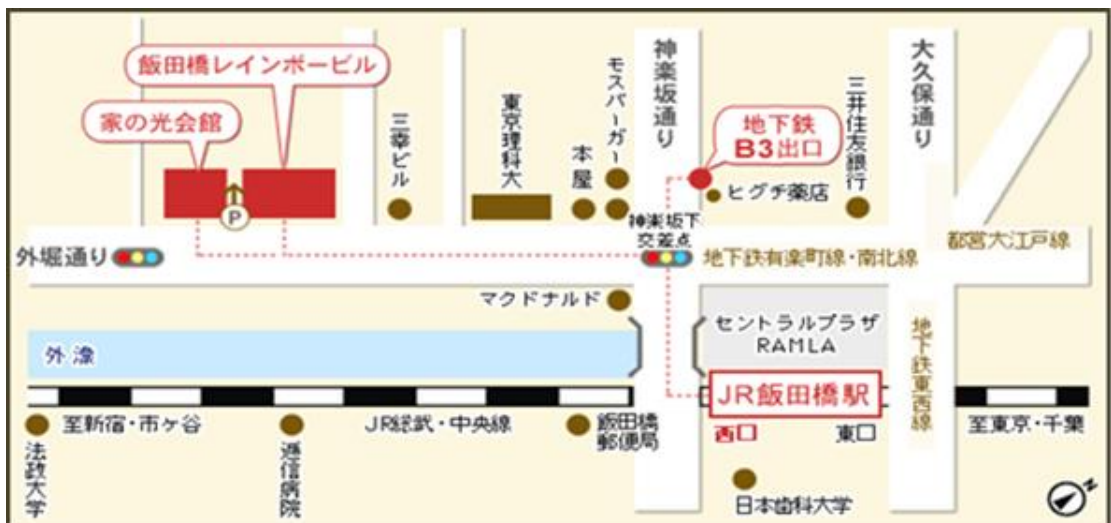 飯田橋レインボービル
家の光会館
三幸ビル
東京理科大
本屋
モスバーガー
神楽坂通り
地下鉄
B3出口
ヒグチ薬店
三井住友銀行
大久保通り
P
外堀通り
神楽坂下
交差点
地下鉄有楽町線・南北線
都営大江戸線
マクドナルド
セントラルプラザ
RAMLA
外濠
地下鉄東西線
JR飯田橋駅
西口
東口
至新宿・市ヶ谷
JR総武・中央線
飯田橋
郵便局
至東京・千葉
法政大学
逓信病院
日本歯科大学
N